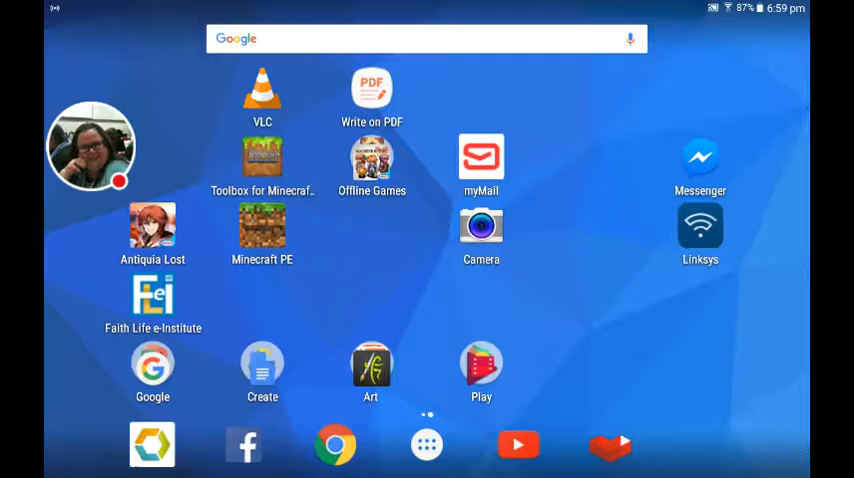 87% 6:59 pm
Google
PDF
VLC
Write on PDF
Toolbox for Minecraf..
Offline Games
myMail
Messenger
Antiquia Lost
Minecraft PE
Camera
Linksys
FLei
Faith Life e-Institute
G
Google
Create
Art
Play
f